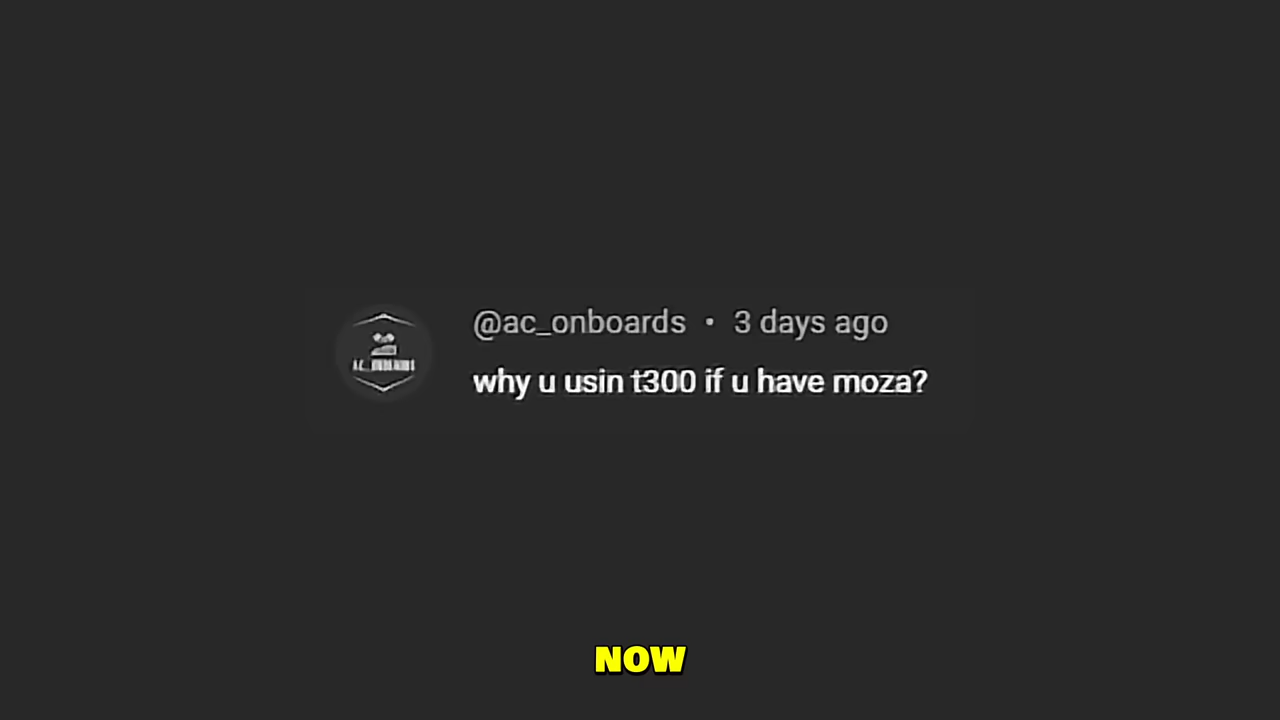 @ac_onboards • 3 days ago
why u usin t300 if u have moza?
NOW